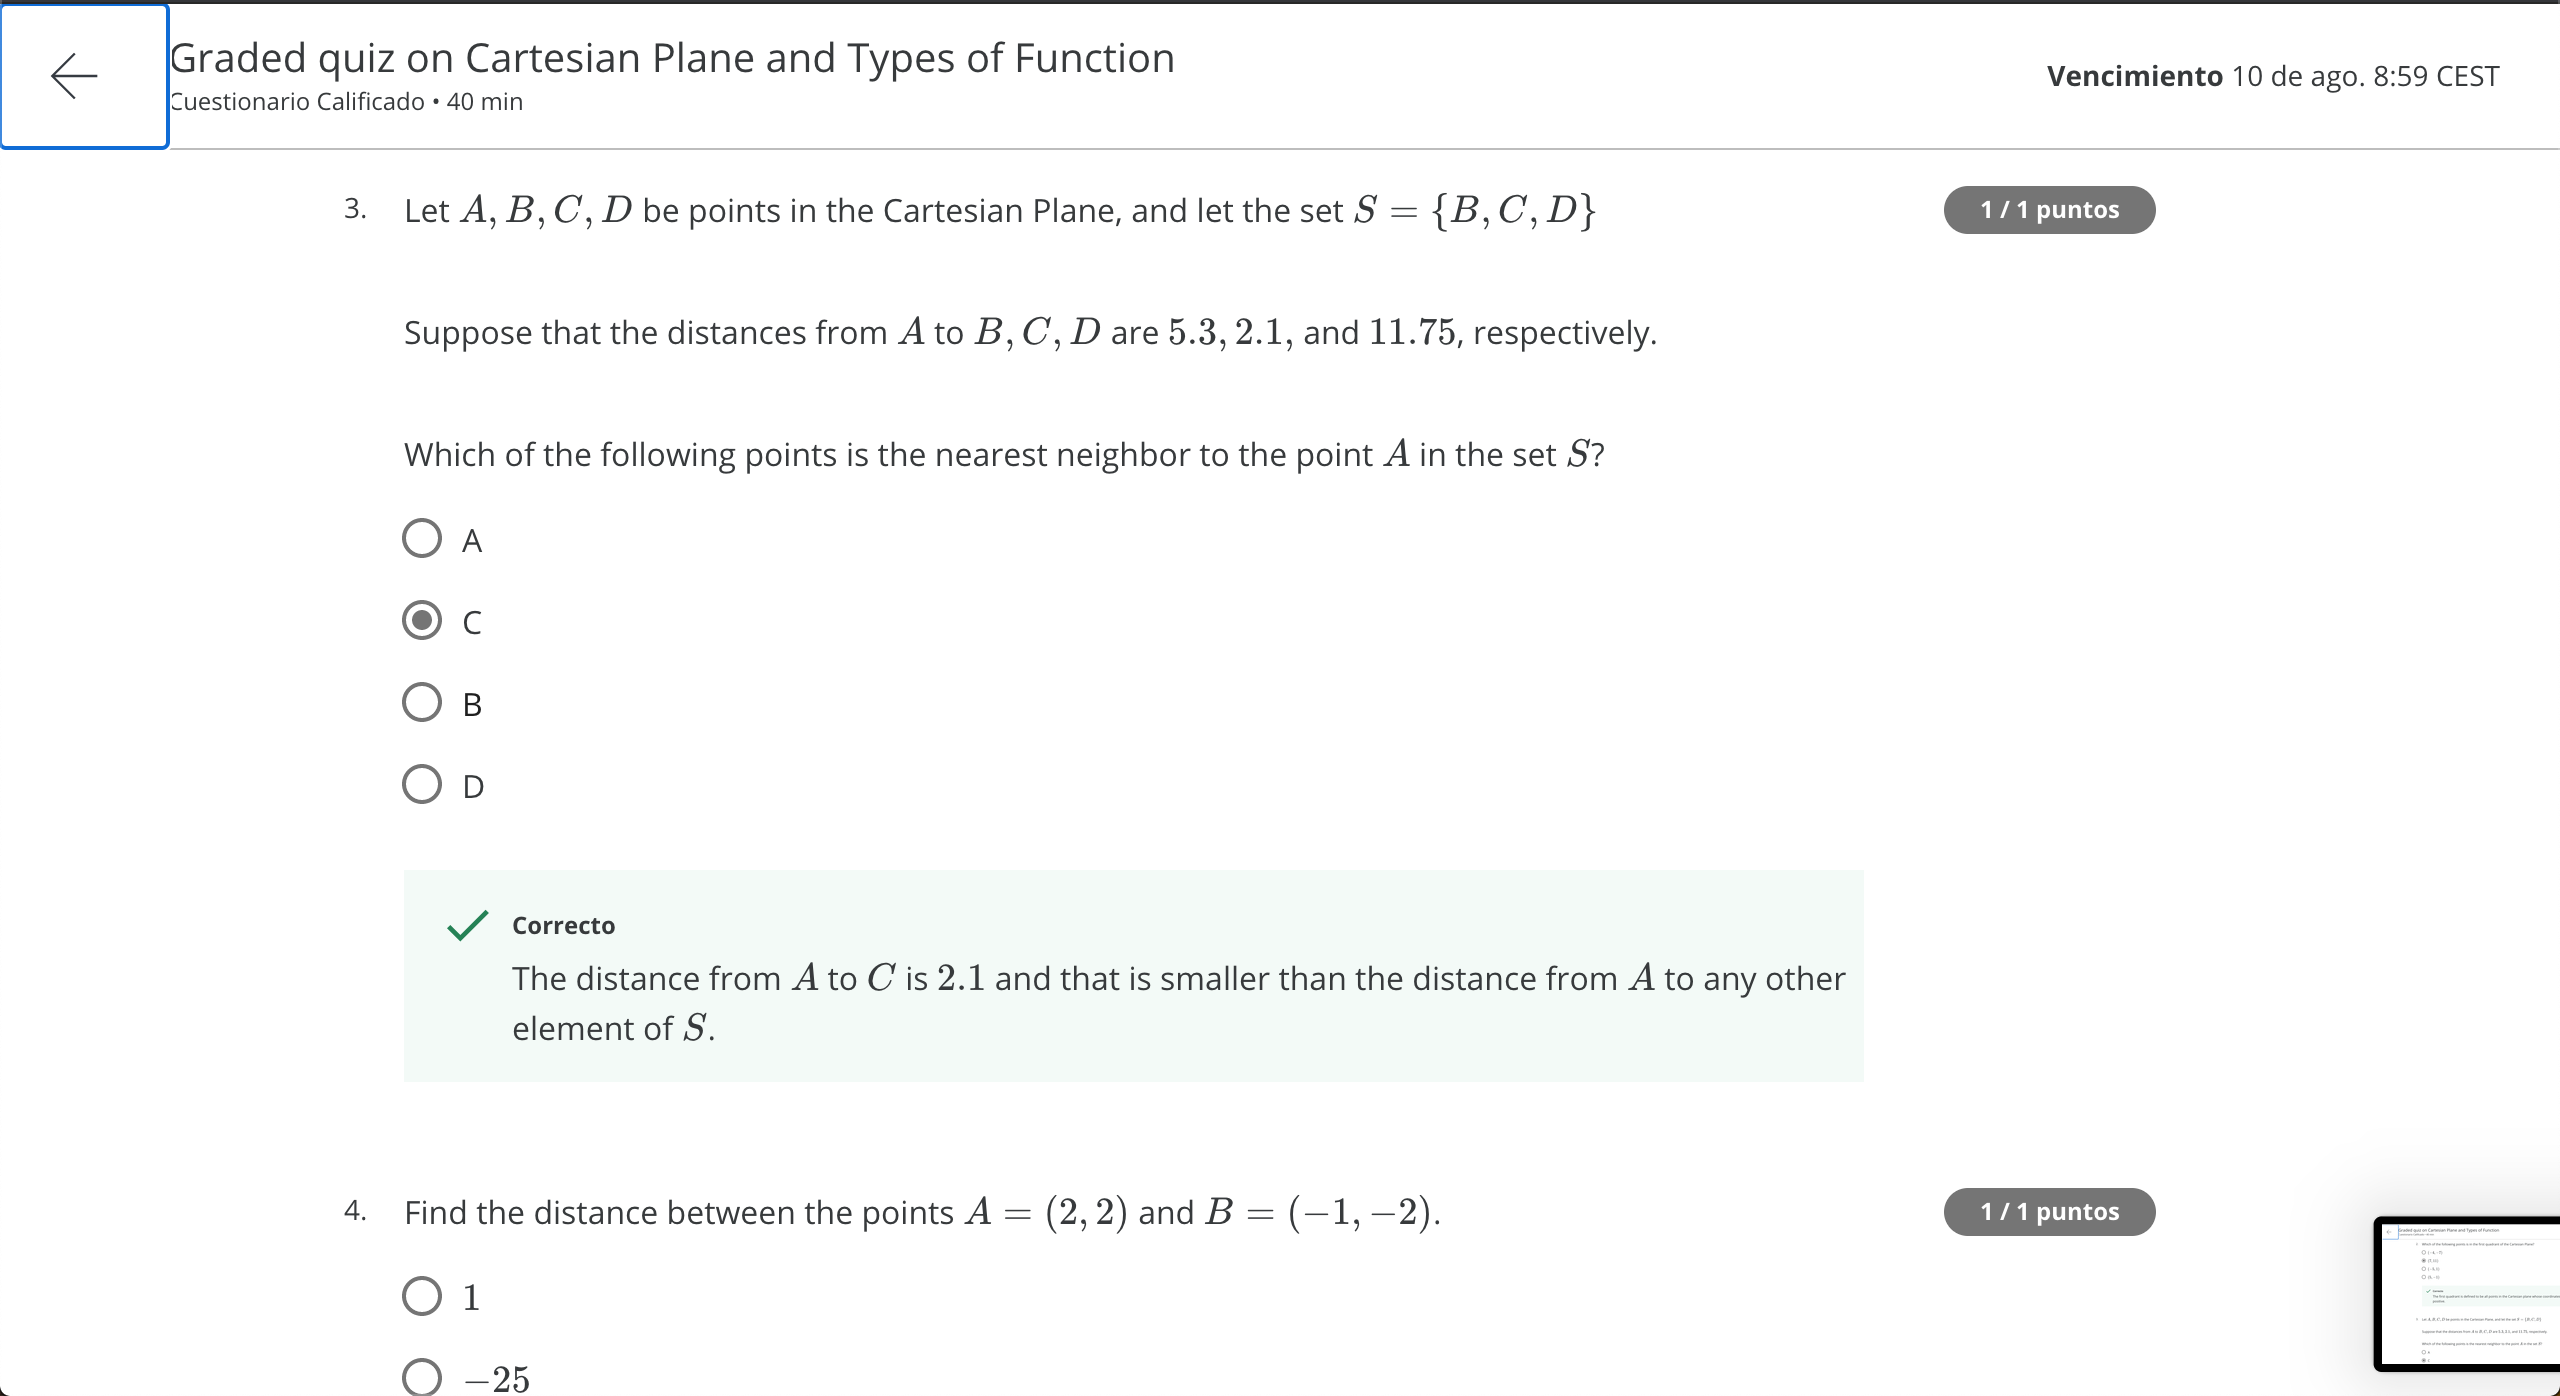 Graded quiz on Cartesian Plane and Types of Function
Cuestionario Calificado • 40 min
Vencimiento 10 de ago. 8:59 CEST
3. Let A, B, C, D be points in the Cartesian Plane, and let the set S = {B, C, D}
1 / 1 puntos
Suppose that the distances from A to B, C, D are 5.3, 2.1, and 11.75, respectively.
Which of the following points is the nearest neighbor to the point A in the set S?
A
C
B
D
Correcto
The distance from A to C is 2.1 and that is smaller than the distance from A to any other
element of S.
4. Find the distance between the points A = (2, 2) and B = (−1, −2).
1 / 1 puntos
1
−25